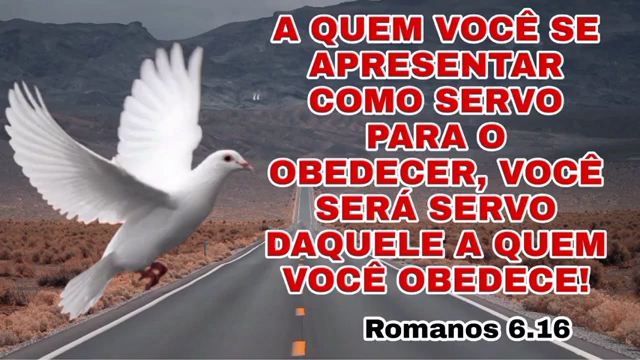 A QUEM VOCÊ SE
APRESENTAR
COMO SERVO
PARA O
OBEDECER, VOCÊ
SERÁ SERVO
DAQUELE A QUEM
VOCÊ OBEDECE!
Romanos 6.16